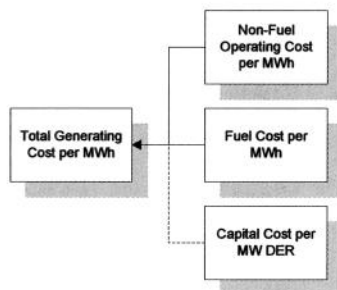 Non-Fuel
Operating Cost
per MWh
Total Generating
Cost per MWh
Fuel Cost per
MWh
Capital Cost per
MW DER